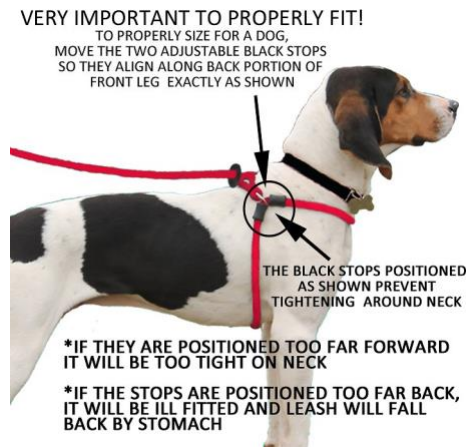 VERY IMPORTANT TO PROPERLY FIT!
TO PROPERLY SIZE FOR A DOG,
MOVE THE TWO ADJUSTABLE BLACK STOPS
SO THEY ALIGN ALONG BACK PORTION OF
FRONT LEG EXACTLY AS SHOWN
THE BLACK STOPS POSITIONED
AS SHOWN PREVENT
TIGHTENING AROUND NECK
*IF THEY ARE POSITIONED TOO FAR FORWARD
IT WILL BE TOO TIGHT ON NECK
*IF THE STOPS ARE POSITIONED TOO FAR BACK,
IT WILL BE ILL FITTED AND LEASH WILL FALL
BACK BY STOMACH